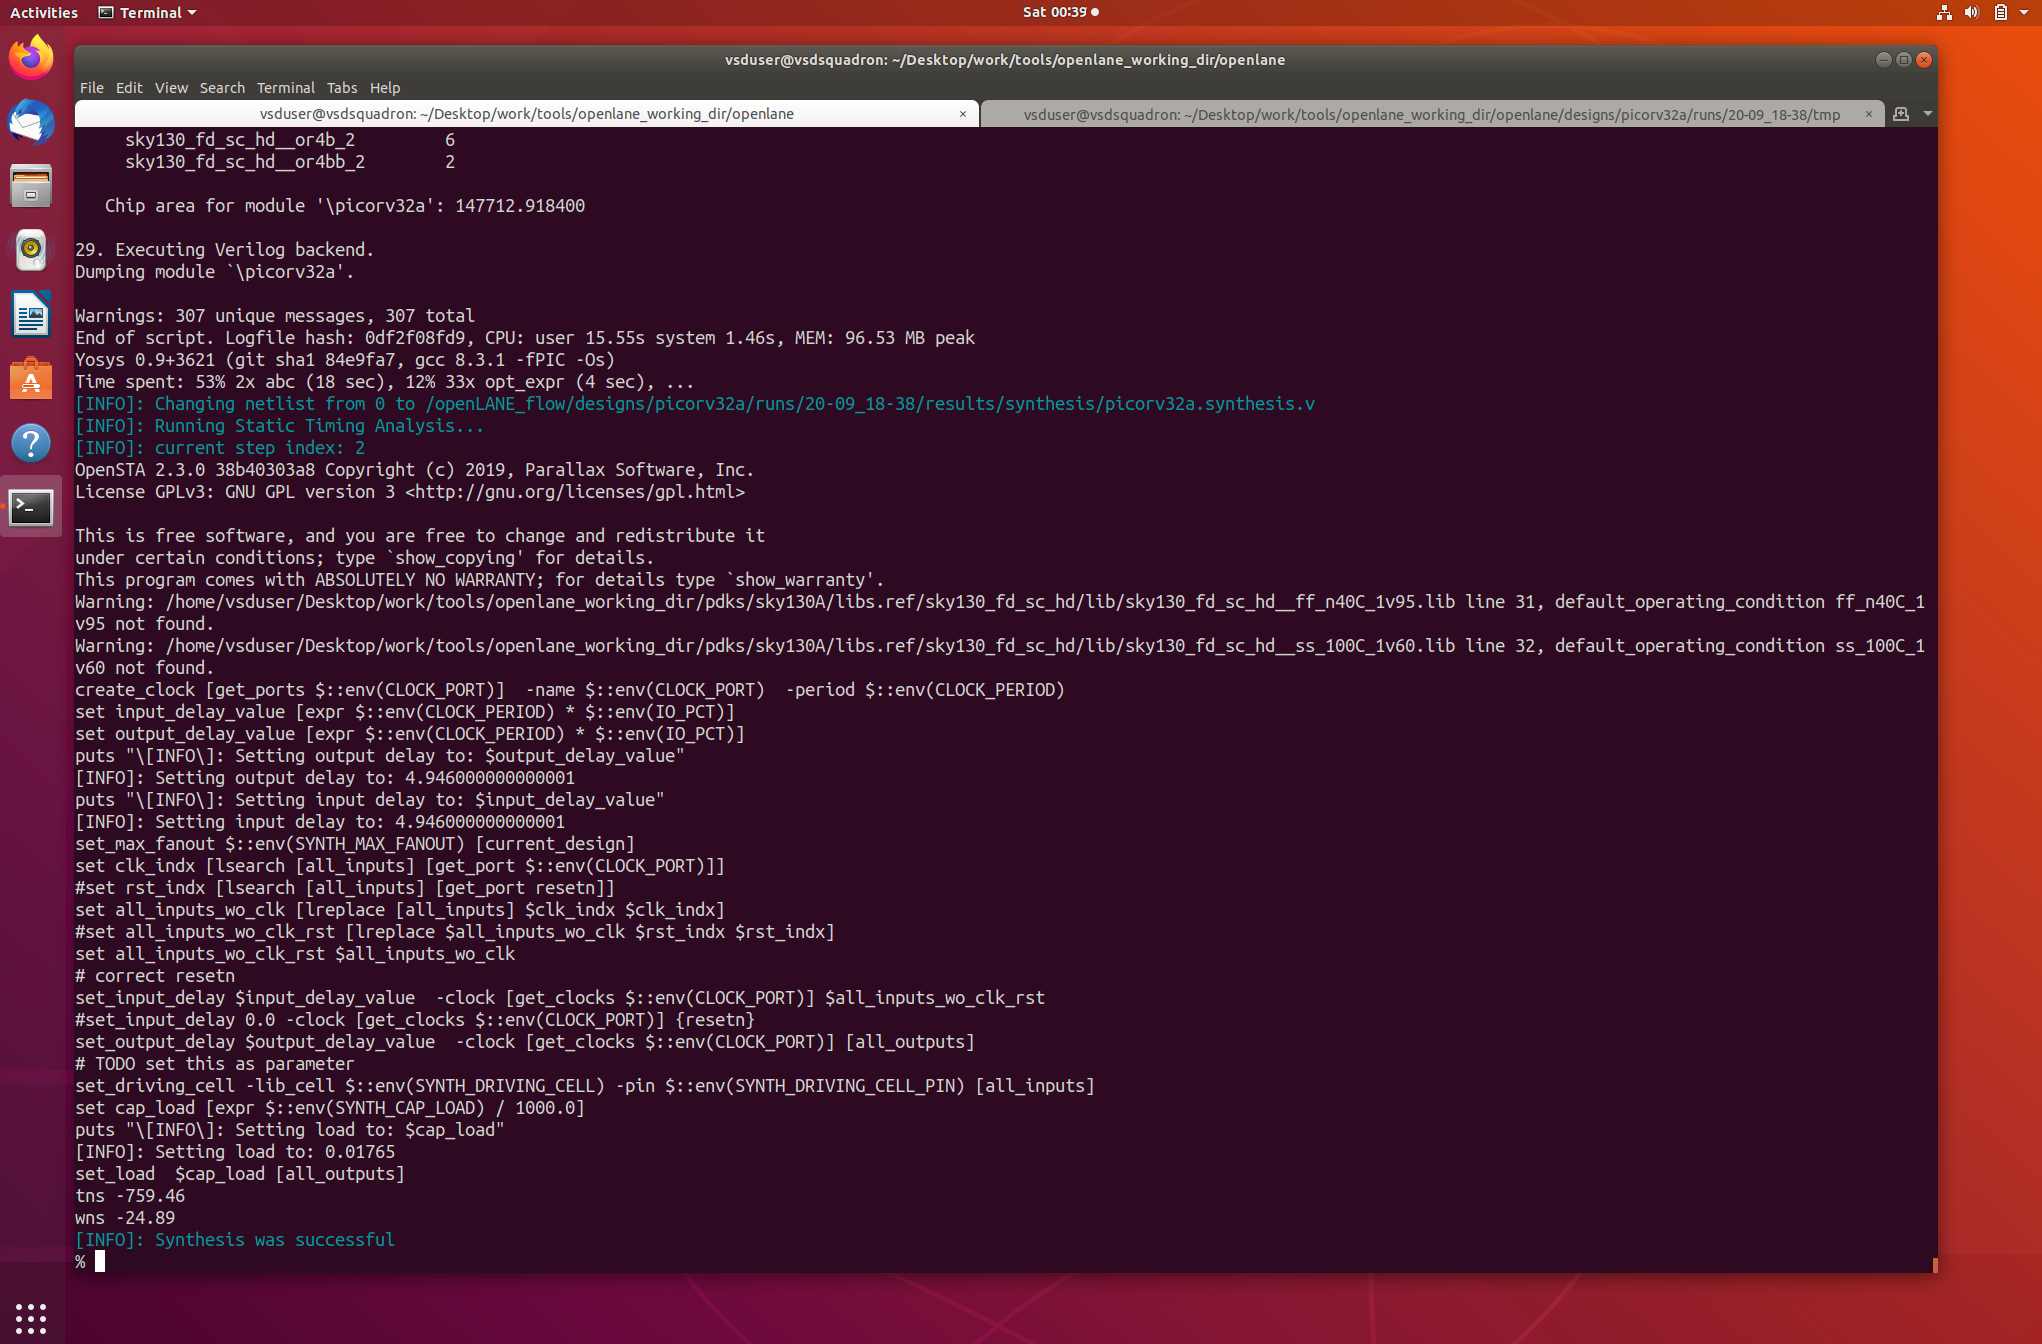 Activities Terminal Sat 00:39
vsduser@vsdsquadron: ~/Desktop/work/tools/openlane_working_dir/openlane
File Edit View Search Terminal Tabs Help
vsduser@vsdsquadron: ~/Desktop/work/tools/openlane_working_dir/openlane × vsduser@vsdsquadron: ~/Desktop/work/tools/openlane_working_dir/openlane/designs/picorv32a/runs/20-09_18-38/tmp ×
sky130_fd_sc_hd__or4b_2 6
sky130_fd_sc_hd__or4bb_2 2
Chip area for module '\picorv32a': 147712.918400
29. Executing Verilog backend.
Dumping module `\picorv32a'.
Warnings: 307 unique messages, 307 total
End of script. Logfile hash: 0df2f08fd9, CPU: user 15.55s system 1.46s, MEM: 96.53 MB peak
Yosys 0.9+3621 (git sha1 84e9fa7, gcc 8.3.1 -fPIC -Os)
Time spent: 53% 2x abc (18 sec), 12% 33x opt_expr (4 sec), ...
[INFO]: Changing netlist from 0 to /openLANE_flow/designs/picorv32a/runs/20-09_18-38/results/synthesis/picorv32a.synthesis.v
[INFO]: Running Static Timing Analysis...
[INFO]: current step index: 2
OpenSTA 2.3.0 38b40303a8 Copyright (c) 2019, Parallax Software, Inc.
License GPLv3: GNU GPL version 3 <http://gnu.org/licenses/gpl.html>
This is free software, and you are free to change and redistribute it
under certain conditions; type `show_copying' for details.
This program comes with ABSOLUTELY NO WARRANTY; for details type `show_warranty'.
Warning: /home/vsduser/Desktop/work/tools/openlane_working_dir/pdks/sky130A/libs.ref/sky130_fd_sc_hd/lib/sky130_fd_sc_hd__ff_n40C_1v95.lib line 31, default_operating_condition ff_n40C_1
v95 not found.
Warning: /home/vsduser/Desktop/work/tools/openlane_working_dir/pdks/sky130A/libs.ref/sky130_fd_sc_hd/lib/sky130_fd_sc_hd__ss_100C_1v60.lib line 32, default_operating_condition ss_100C_1
v60 not found.
create_clock [get_ports $::env(CLOCK_PORT)]  -name $::env(CLOCK_PORT)  -period $::env(CLOCK_PERIOD)
set input_delay_value [expr $::env(CLOCK_PERIOD) * $::env(IO_PCT)]
set output_delay_value [expr $::env(CLOCK_PERIOD) * $::env(IO_PCT)]
puts "\[INFO\]: Setting output delay to: $output_delay_value"
[INFO]: Setting output delay to: 4.946000000000001
puts "\[INFO\]: Setting input delay to: $input_delay_value"
[INFO]: Setting input delay to: 4.946000000000001
set_max_fanout $::env(SYNTH_MAX_FANOUT) [current_design]
set clk_indx [lsearch [all_inputs] [get_port $::env(CLOCK_PORT)]]
#set rst_indx [lsearch [all_inputs] [get_port resetn]]
set all_inputs_wo_clk [lreplace [all_inputs] $clk_indx $clk_indx]
#set all_inputs_wo_clk_rst [lreplace $all_inputs_wo_clk $rst_indx $rst_indx]
set all_inputs_wo_clk_rst $all_inputs_wo_clk
# correct resetn
set_input_delay $input_delay_value  -clock [get_clocks $::env(CLOCK_PORT)] $all_inputs_wo_clk_rst
#set_input_delay 0.0 -clock [get_clocks $::env(CLOCK_PORT)] {resetn}
set_output_delay $output_delay_value  -clock [get_clocks $::env(CLOCK_PORT)] [all_outputs]
# TODO set this as parameter
set_driving_cell -lib_cell $::env(SYNTH_DRIVING_CELL) -pin $::env(SYNTH_DRIVING_CELL_PIN) [all_inputs]
set cap_load [expr $::env(SYNTH_CAP_LOAD) / 1000.0]
puts "\[INFO\]: Setting load to: $cap_load"
[INFO]: Setting load to: 0.01765
set_load  $cap_load [all_outputs]
tns -759.46
wns -24.89
[INFO]: Synthesis was successful
%